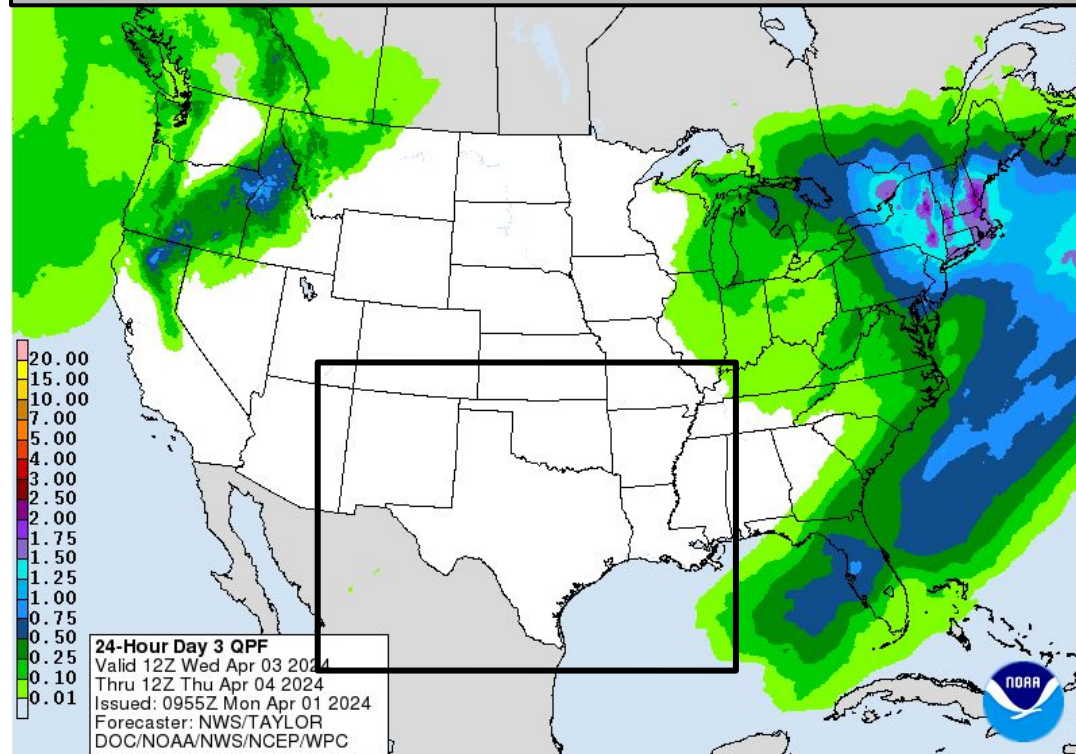 20.00
15.00
10.00
7.00
5.00
4.00
3.00
2.50
2.00
1.75
1.50
1.25
1.00
0.75
0.50
0.25
0.10
0.01
24-Hour Day 3 QPF
Valid 12Z Wed Apr 03 2024
Thru 12Z Thu Apr 04 2024
Issued: 0955Z Mon Apr 01 2024
Forecaster: NWS/TAYLOR
DOC/NOAA/NWS/NCEP/WPC
NOAA